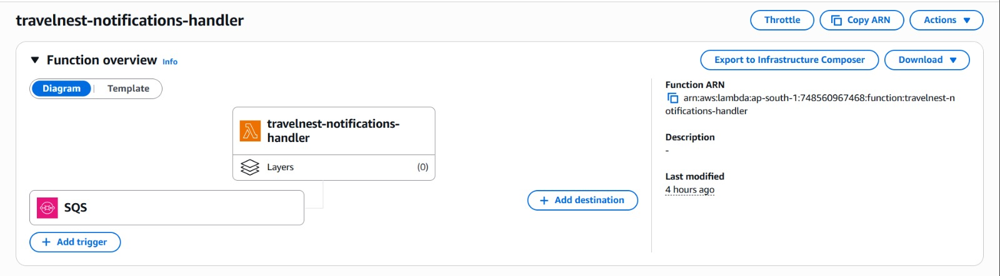 travelnest-notifications-handler
Throttle
Copy ARN
Actions
Function overview Info
Export to Infrastructure Composer
Download
Diagram
Template
travelnest-notifications-
handler
Layers
(0)
SQS
Add trigger
Add destination
Function ARN
arn:aws:lambda:ap-south-1:748560967468:function:travelnest-n
otifications-handler
Description
-
Last modified
4 hours ago